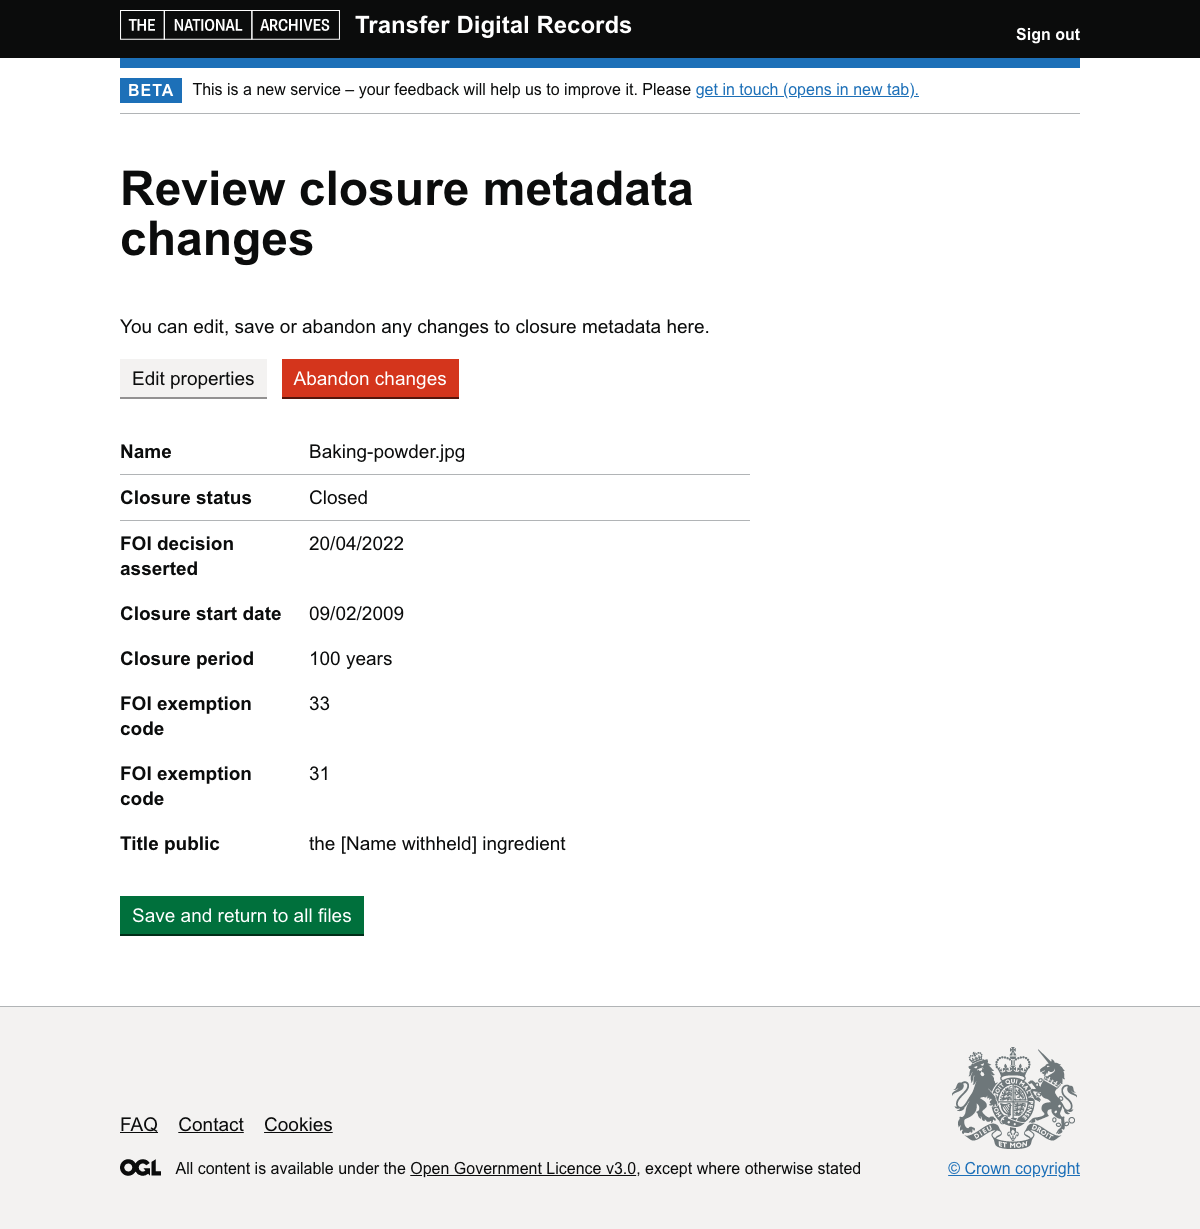 THE NATIONAL ARCHIVES Transfer Digital Records
Sign out
BETA This is a new service – your feedback will help us to improve it. Please get in touch (opens in new tab).
Review closure metadata
changes
You can edit, save or abandon any changes to closure metadata here.
Edit properties Abandon changes
Name Baking-powder.jpg
Closure status Closed
FOI decision 20/04/2022
asserted
Closure start date 09/02/2009
Closure period 100 years
FOI exemption 33
code
FOI exemption 31
code
Title public the [Name withheld] ingredient
Save and return to all files
FAQ Contact Cookies
DIEU ET MON DROIT
OGL All content is available under the Open Government Licence v3.0, except where otherwise stated
© Crown copyright